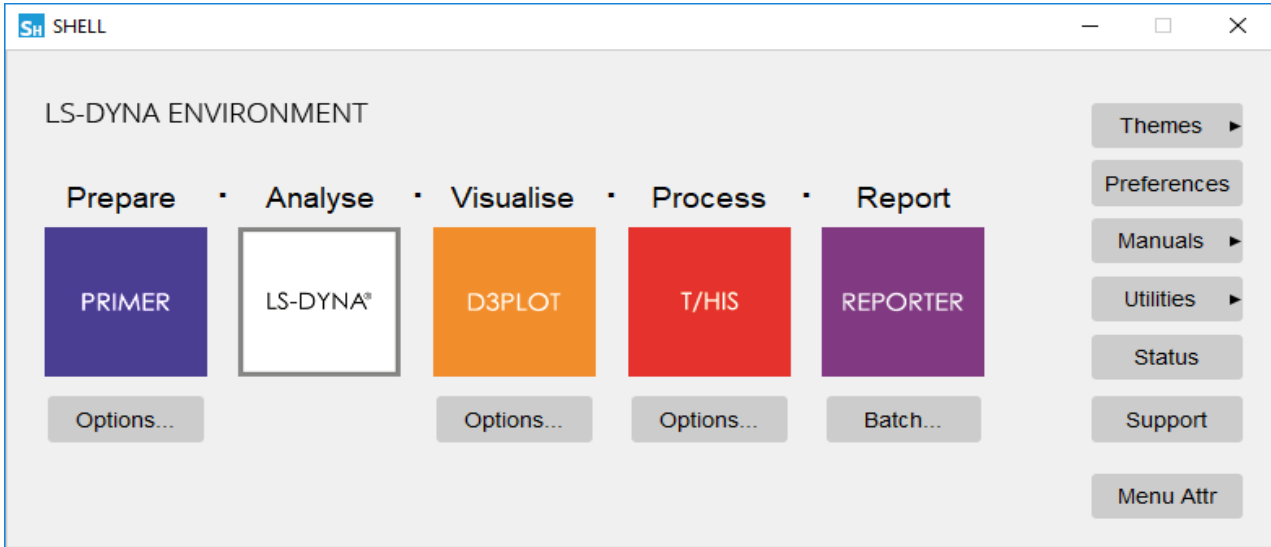 SH SHELL
LS-DYNA ENVIRONMENT
Prepare · Analyse · Visualise · Process · Report
PRIMER LS-DYNA® D3PLOT T/HIS REPORTER
Options... Options... Options... Batch...
Themes
Preferences
Manuals
Utilities
Status
Support
Menu Attr